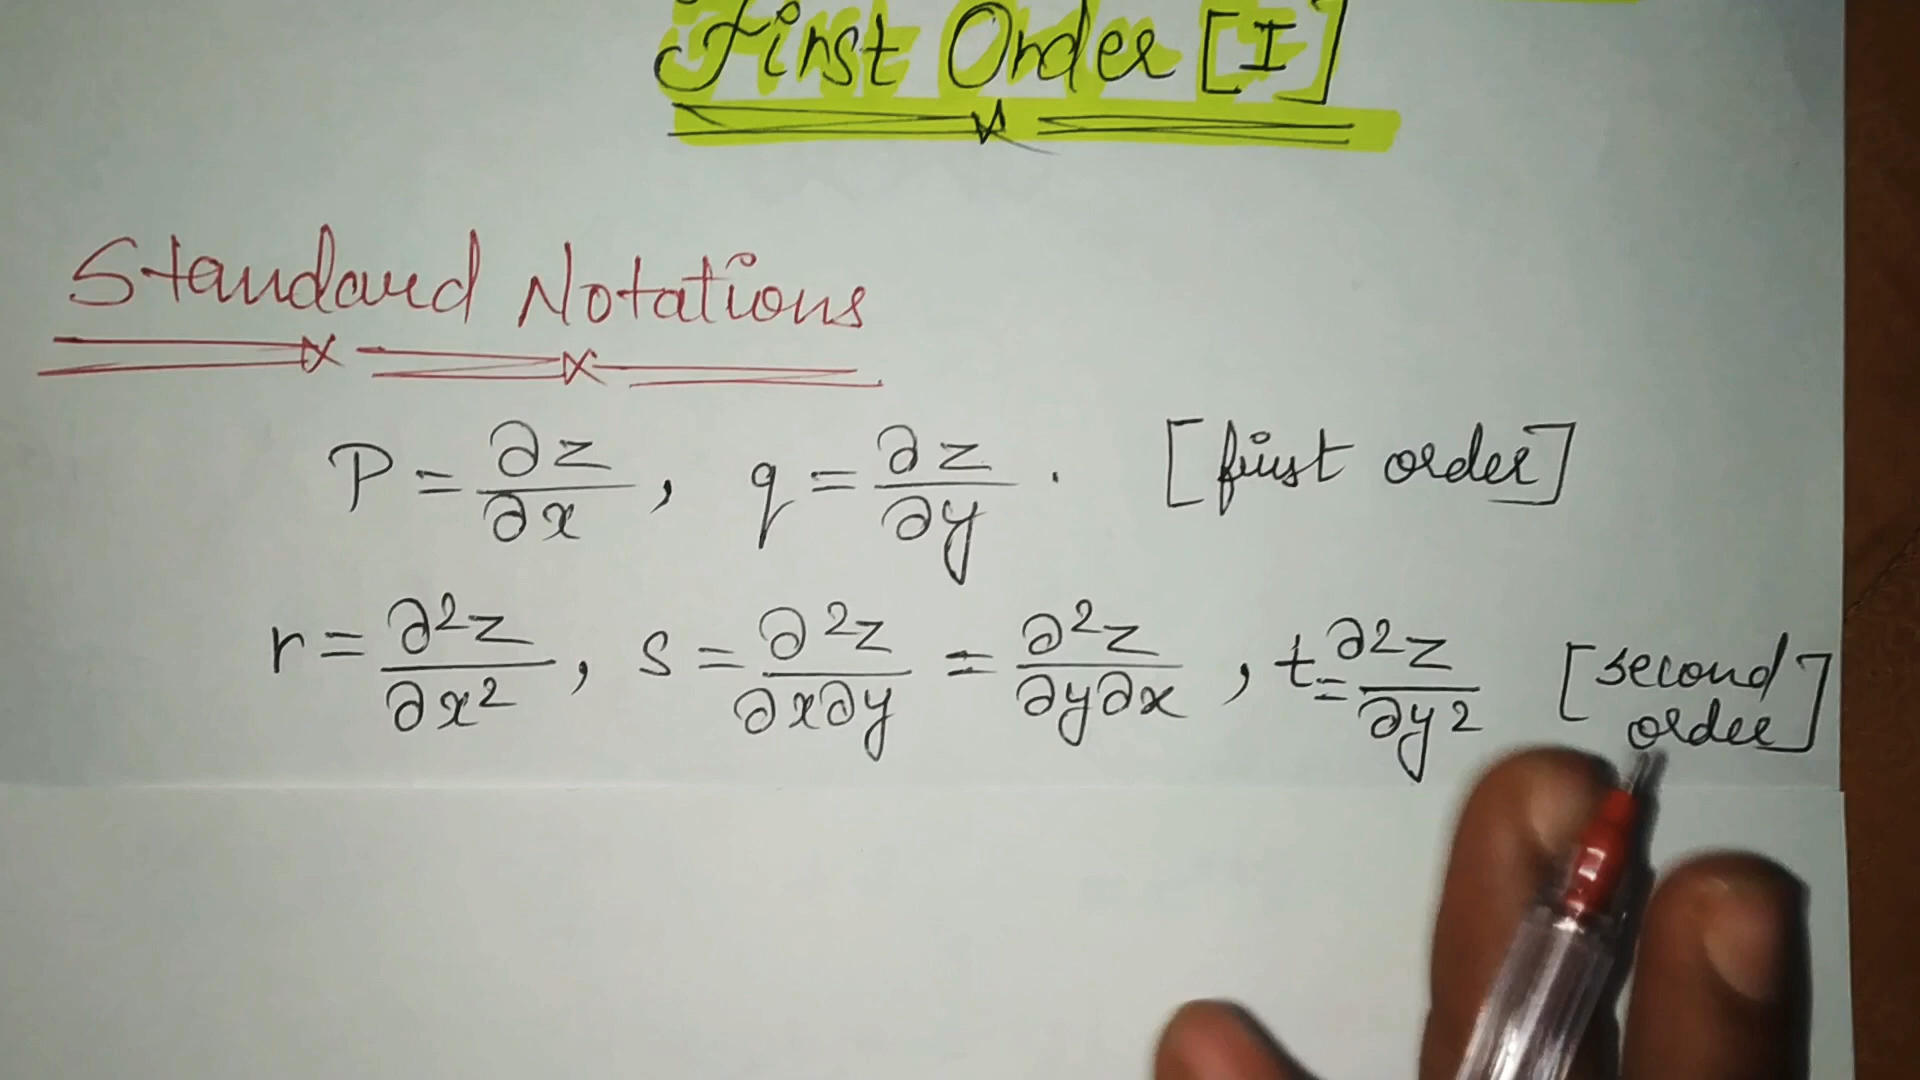 First Order [I]
Standard Notations
P = ∂z/∂x , q = ∂z/∂y . [first order]
r = ∂²z/∂x² , s = ∂²z/∂x∂y = ∂²z/∂y∂x , t = ∂²z/∂y² [second order]